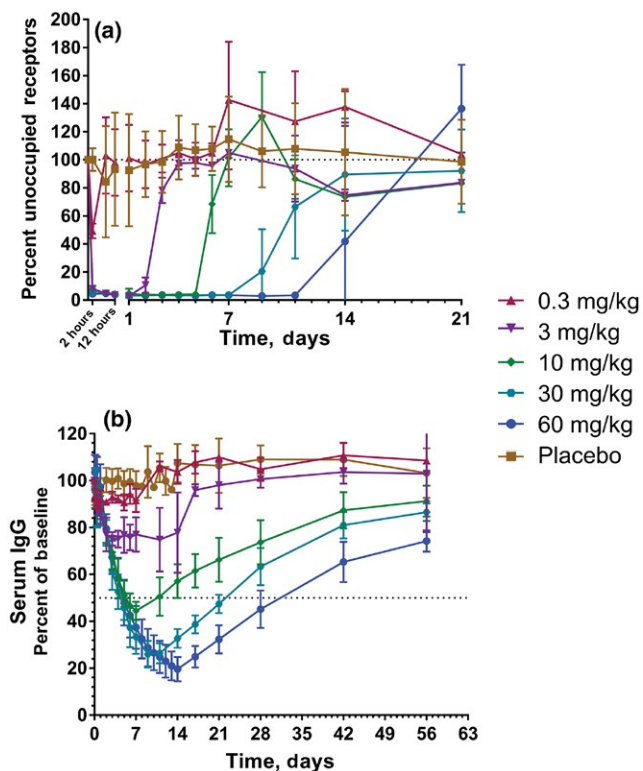 (a)
Percent unoccupied receptors
200
180
160
140
120
100
80
60
40
20
0
2 hours
12 hours
1
7
14
21
Time, days
0.3 mg/kg
3 mg/kg
10 mg/kg
30 mg/kg
60 mg/kg
Placebo
(b)
Serum IgG
Percent of baseline
120
100
80
60
40
20
0
0
7
14
21
28
35
42
49
56
63
Time, days